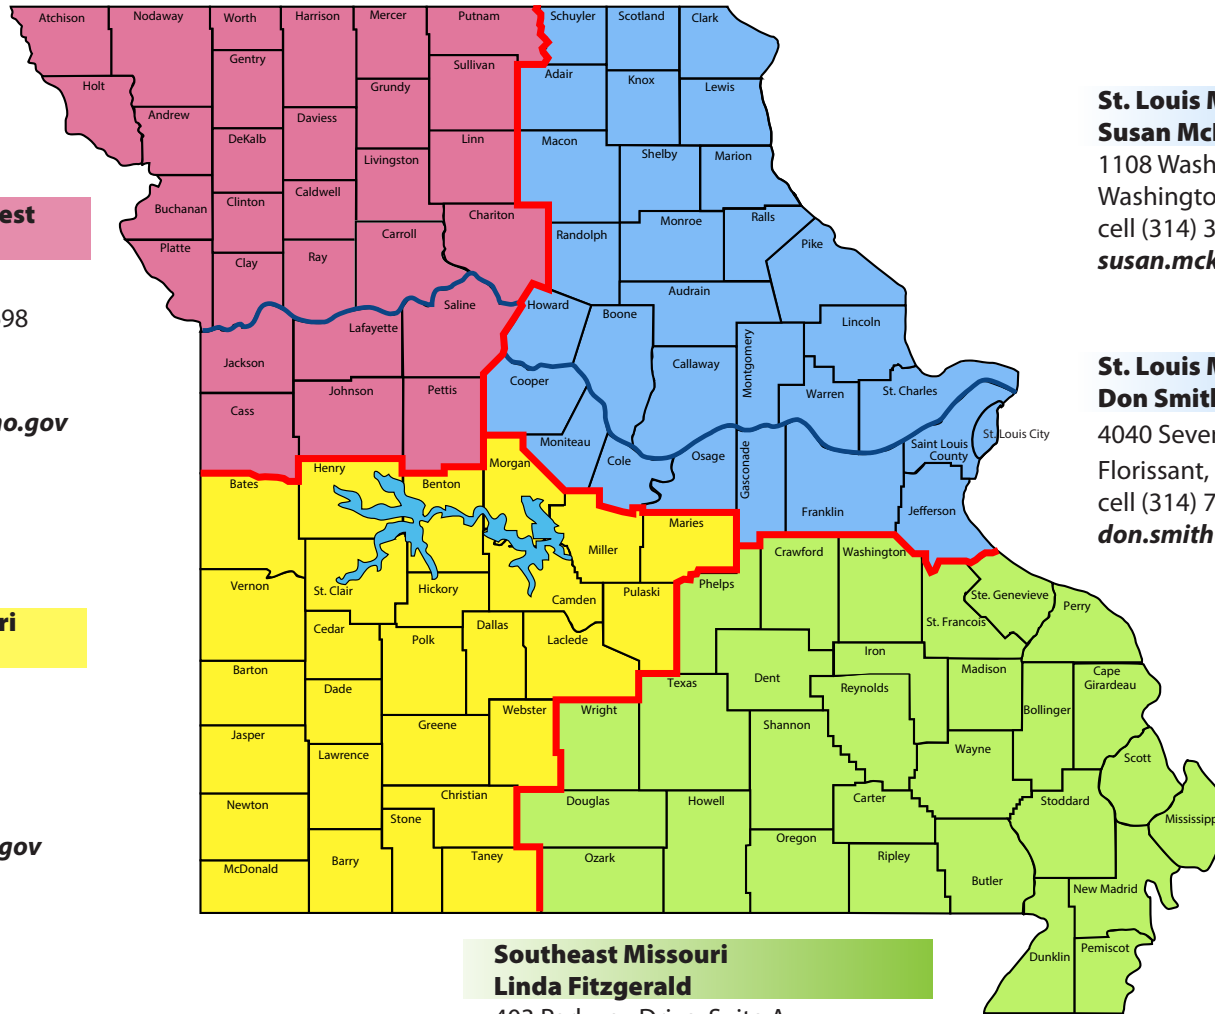 Atchison Nodaway Worth Harrison Mercer Putnam Schuyler Scotland Clark
Gentry Sullivan Adair Knox Lewis
Holt Grundy
Andrew Daviess
DeKalb Linn Macon
Livingston Shelby Marion
Caldwell
Clinton
Buchanan Chariton
Carroll Randolph Monroe Ralls
Platte Clay Ray Pike
Audrain
Saline Howard Boone
Lafayette Lincoln
Jackson Callaway Montgomery
Cooper
Johnson Pettis Warren St. Charles
Cass
Moniteau St. Louis City
Saint Louis
County
Cole Osage Gasconade
Henry Morgan
Bates Benton
Franklin Jefferson
Maries
Miller Crawford Washington
Vernon St. Clair Hickory Phelps
Camden Pulaski Ste. Genevieve
Perry
Cedar Polk Dallas Laclede St. Francois
Iron
Barton Dent Madison Cape
Girardeau
Dade Texas Reynolds
Webster Wright Bollinger
Greene Shannon
Jasper Wayne
Lawrence Scott
Christian Douglas Howell Carter Stoddard
Newton
Stone Mississipp
Oregon
Barry Taney Ozark Ripley
McDonald Butler New Madrid
Dunklin Pemiscot
est
98
no.gov
ri
gov
St. Louis M
Susan McK
1108 Wash
Washingto
cell (314) 3
susan.mck
St. Louis M
Don Smith
4040 Sever
Florissant,
cell (314) 7
don.smith
Southeast Missouri
Linda Fitzgerald